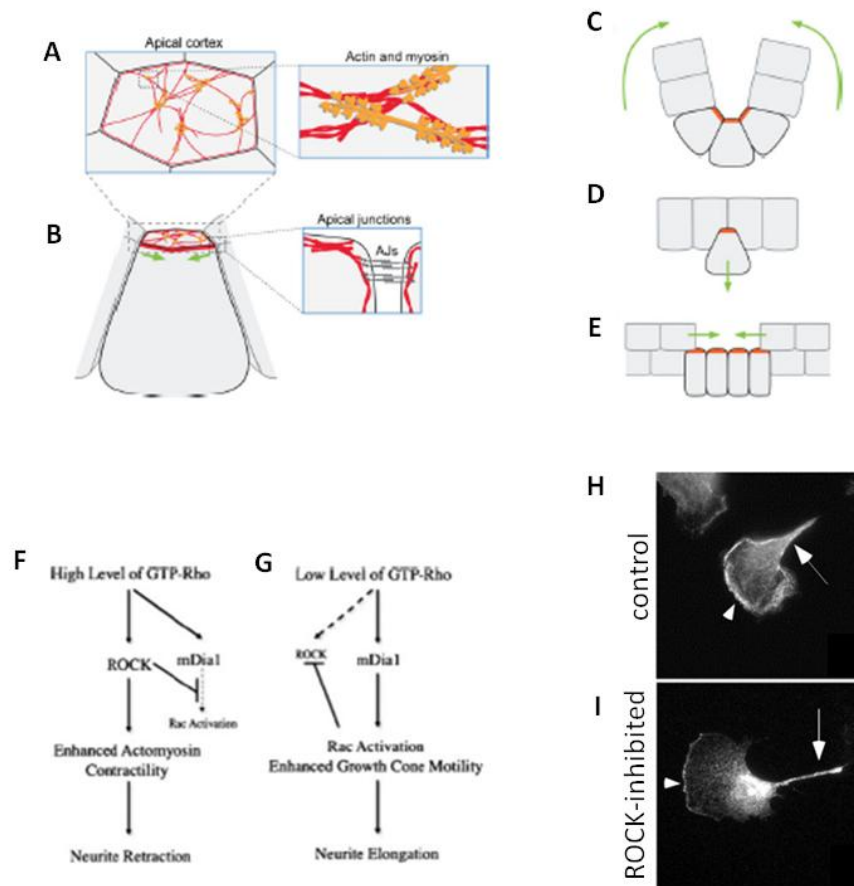 A
Apical cortex
Actin and myosin
B
Apical junctions
AJs
C
D
E
F
High Level of GTP-Rho
ROCK
mDia1
Rac Activation
Enhanced Actomyosin
Contractility
Neurite Retraction
G
Low Level of GTP-Rho
ROCK
mDia1
Rac Activation
Enhanced Growth Cone Motility
Neurite Elongation
H
control
I
ROCK-inhibited